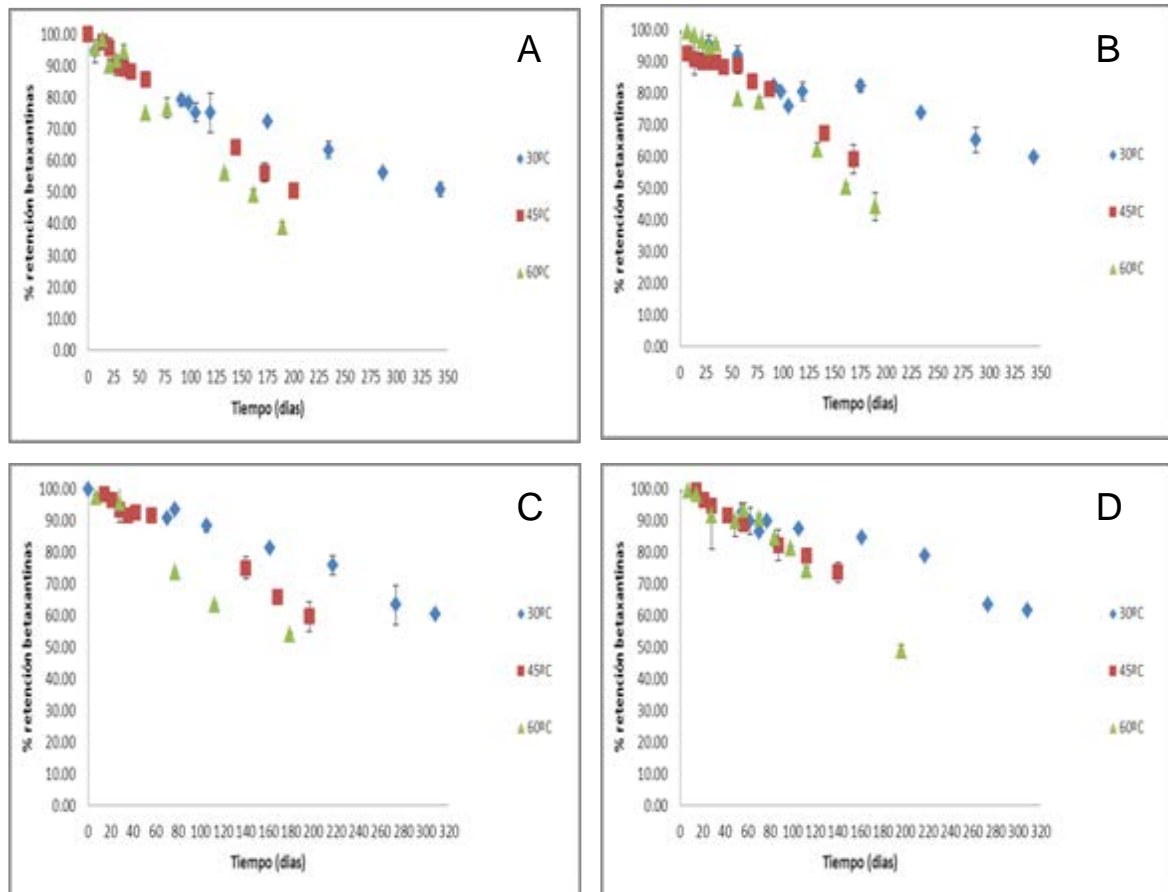 A
% retención betaxantinas
100.00
90.00
80.00
70.00
60.00
50.00
40.00
30.00
20.00
10.00
0.00
0 25 50 75 100 125 150 175 200 225 250 275 300 325 350
Tiempo (dias)
30ºC
45ºC
60ºC
B
% retención betaxantinas
100.00
90.00
80.00
70.00
60.00
50.00
40.00
30.00
20.00
10.00
0.00
0 25 50 75 100 125 150 175 200 225 250 275 300 325 350
Tiempo (dias)
30ºC
45ºC
60ºC
C
% retención betaxantinas
100.00
90.00
80.00
70.00
60.00
50.00
40.00
30.00
20.00
10.00
0.00
0 20 40 60 80 100 120 140 160 180 200 220 240 260 280 300 320
Tiempo (dias)
30ºC
45ºC
60ºC
D
% retención betaxantinas
100.00
90.00
80.00
70.00
60.00
50.00
40.00
30.00
20.00
10.00
0.00
0 20 40 60 80 100 120 140 160 180 200 220 240 260 280 300 320
Tiempo (dias)
30ºC
45ºC
60ºC